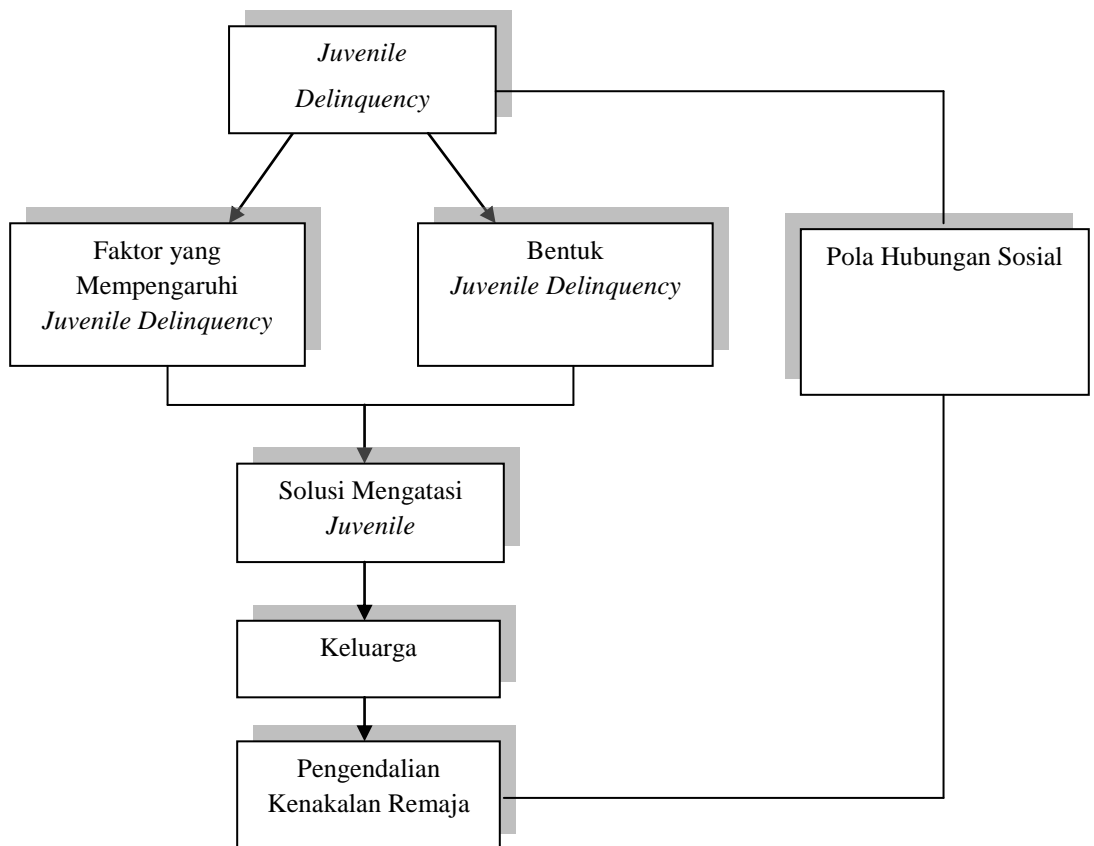 Juvenile
Delinquency
Faktor yang
Mempengaruhi
Juvenile Delinquency
Bentuk
Juvenile Delinquency
Pola Hubungan Sosial
Solusi Mengatasi
Juvenile
Keluarga
Pengendalian
Kenakalan Remaja